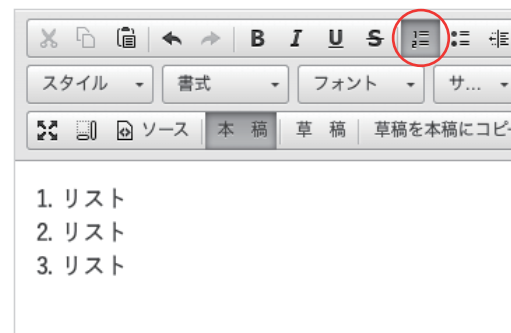 B I U S
スタイル 書式 フォント サ...
ソース 本 稿 草 稿 草稿を本稿にコピ
1. リスト
2. リスト
3. リスト